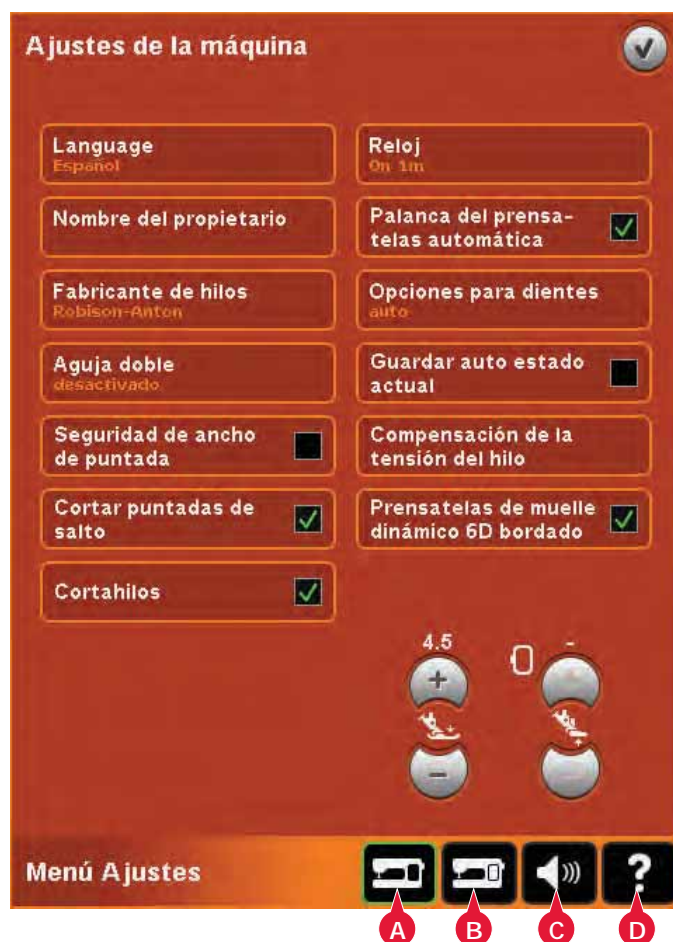 Ajustes de la máquina
Language
Español
Nombre del propietario
Fabricante de hilos
Robison-Anton
Aguja doble
desactivado
Seguridad de ancho
de puntada
Cortar puntadas de
salto
Cortahilos
Reloj
0h 1m
Palanca del prensa-
telas automática
Opciones para dientes
auto
Guardar auto estado
actual
Compensación de la
tensión del hilo
Prensatelas de muelle
dinámico 6D bordado
4.5
-
+
-
Menú Ajustes
?
A
B
C
D